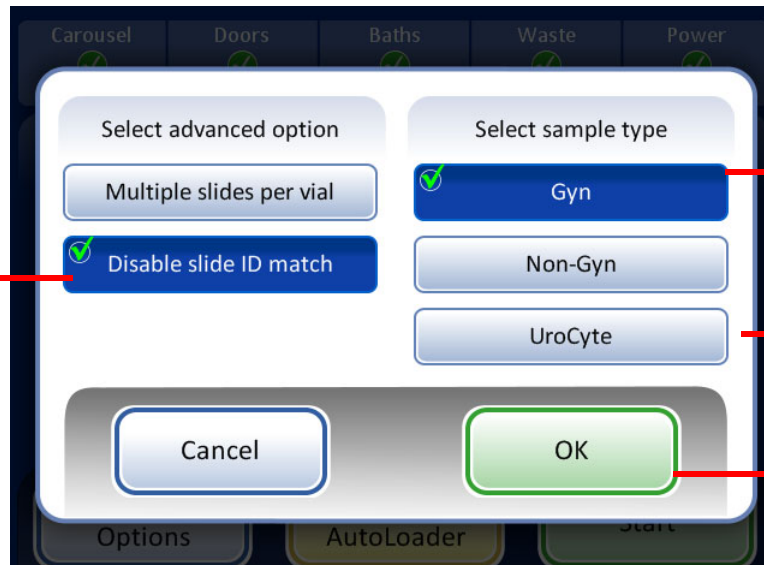 Carousel Doors Baths Waste Power
Select advanced option
Select sample type
Multiple slides per vial
Gyn
Disable slide ID match
Non-Gyn
UroCyte
Cancel
OK
Options
AutoLoader
Start